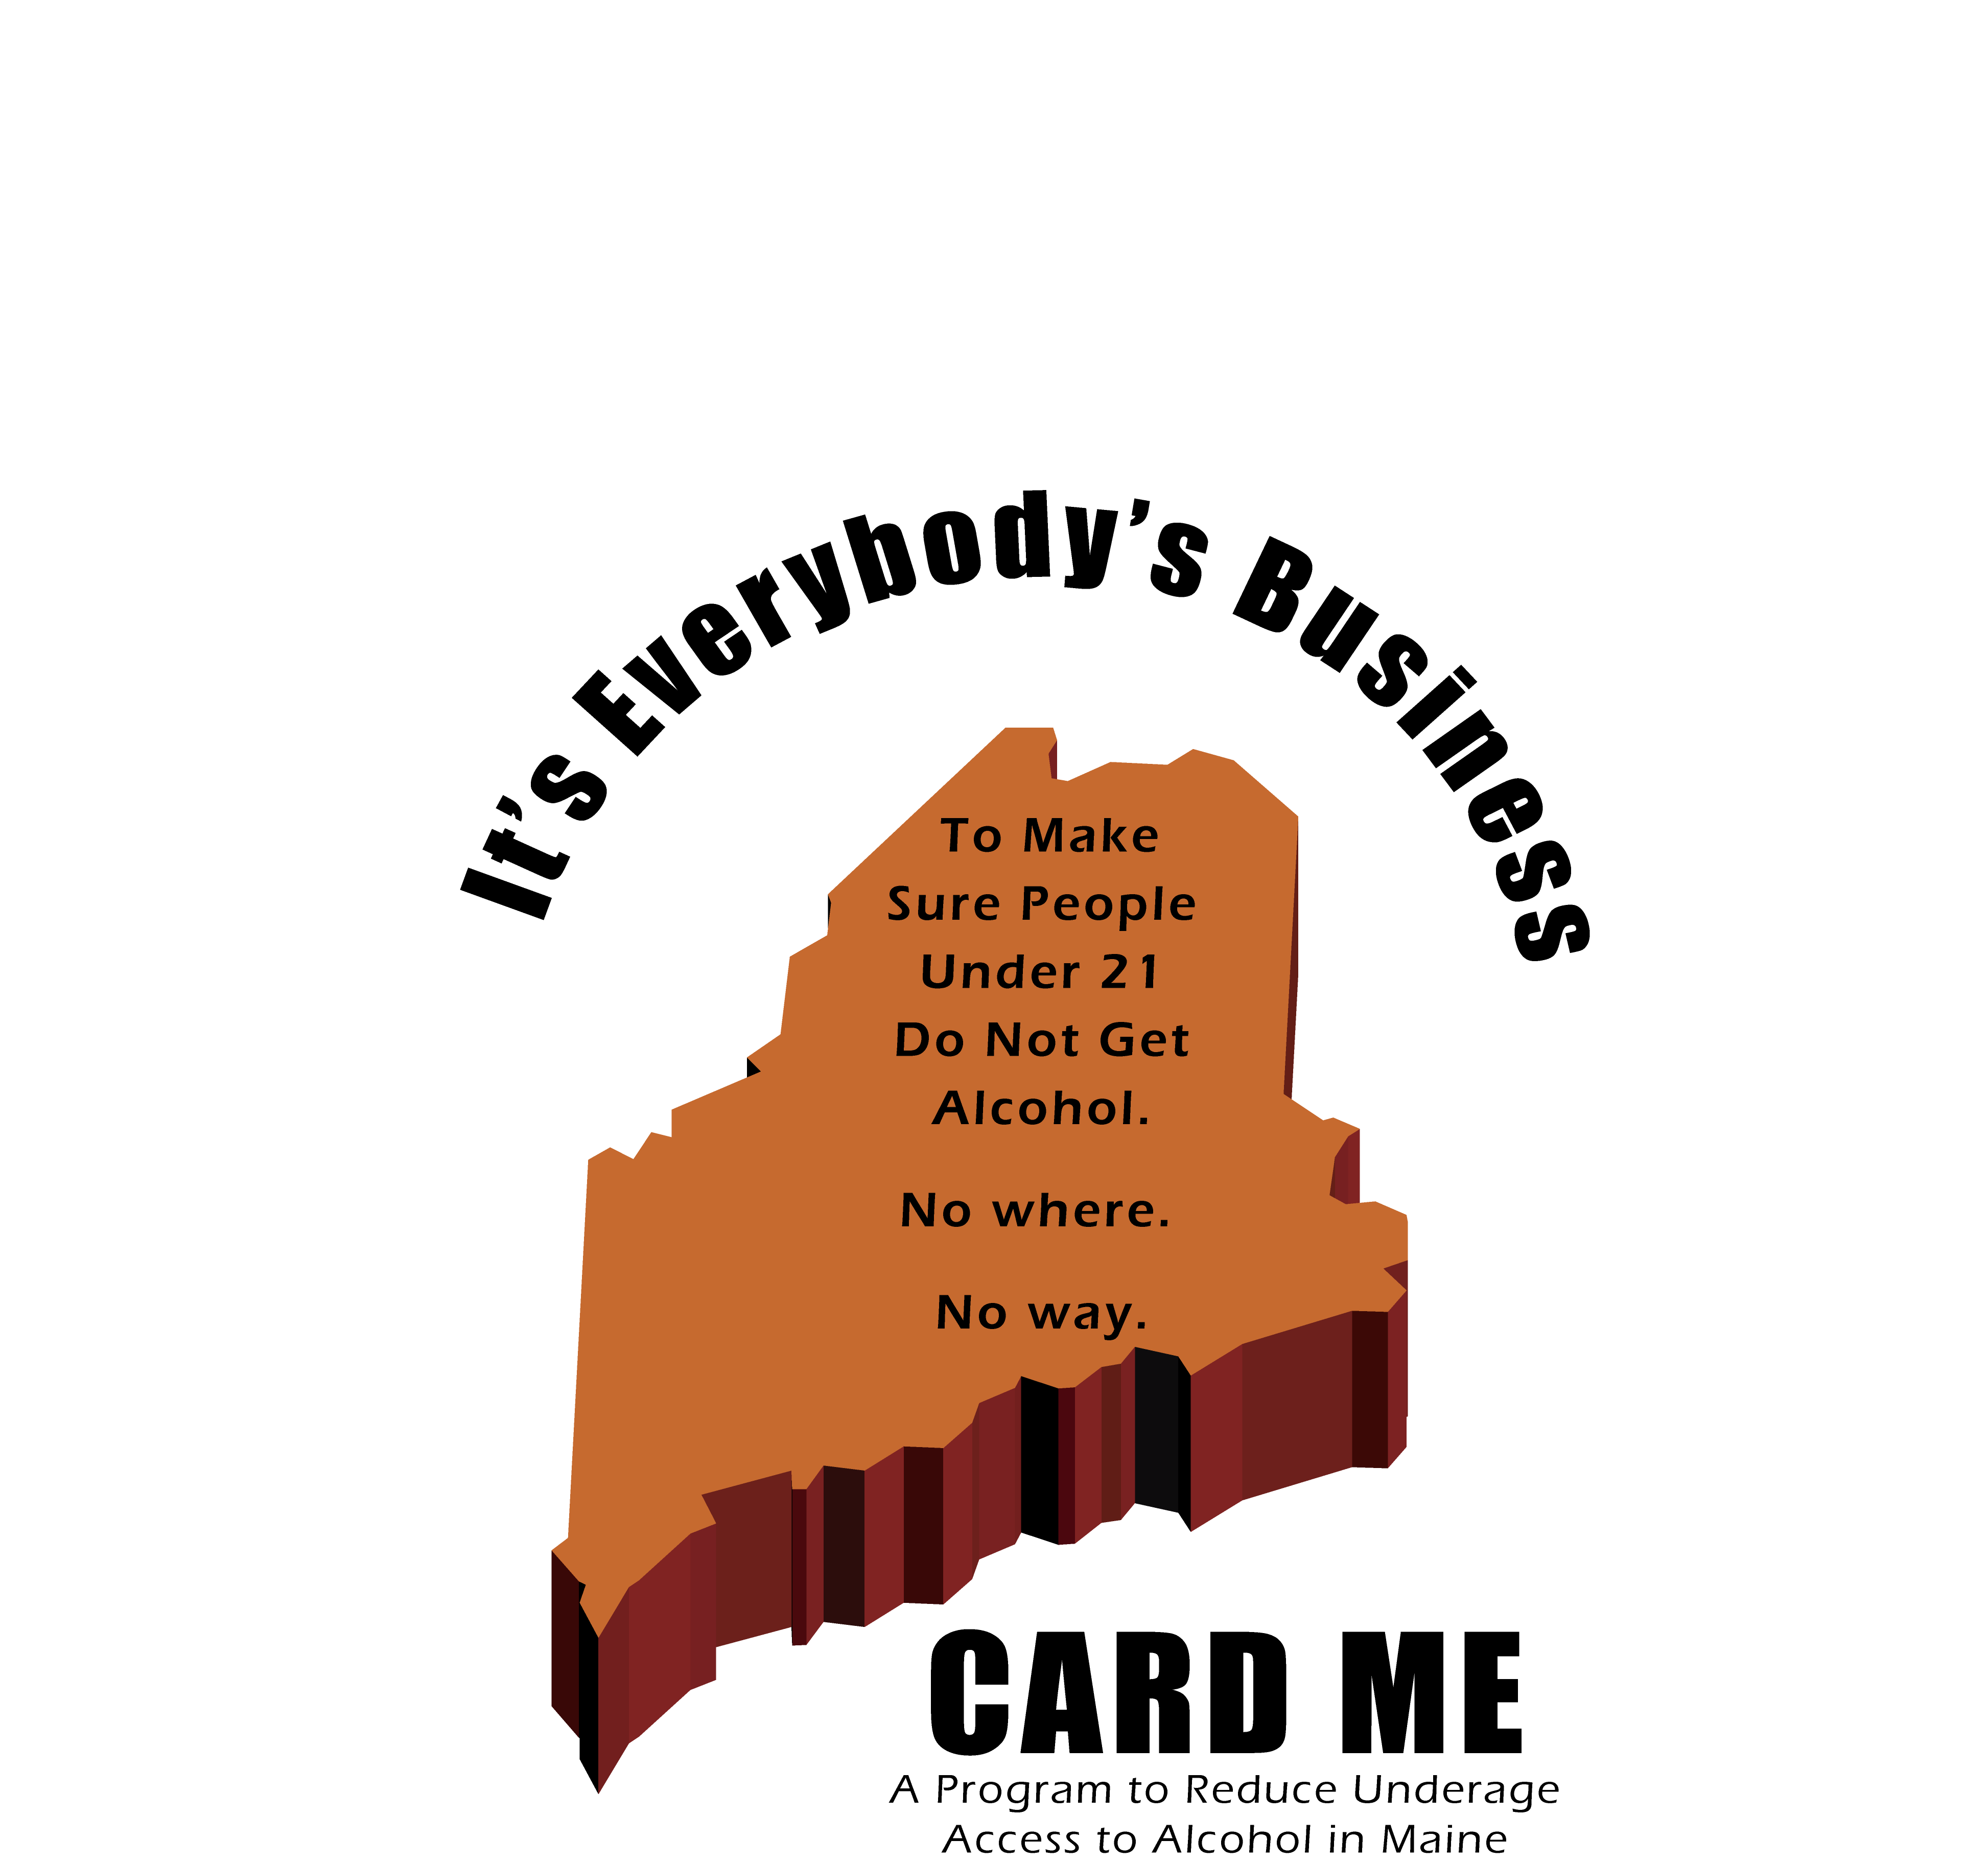 It's Everybody's Business
To Make
Sure People
Under 21
Do Not Get
Alcohol.
No where.
No way.
CARD ME
A Program to Reduce Underage
Access to Alcohol in Maine